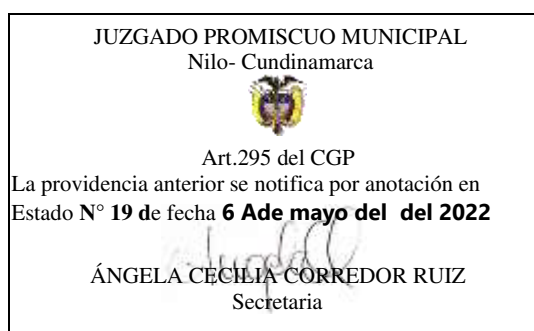 JUZGADO PROMISCUO MUNICIPAL
Nilo- Cundinamarca
Art.295 del CGP
La providencia anterior se notifica por anotación en
Estado N° 19 de fecha 6 Ade mayo del del 2022
ÁNGELA CECILIA CORREDOR RUIZ
Secretaria